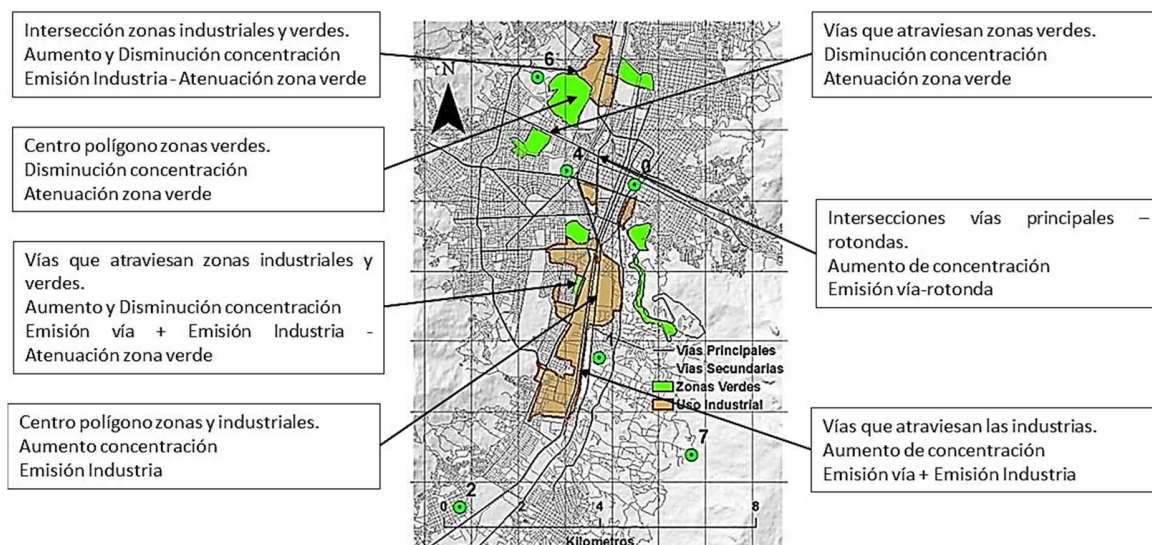 Intersección zonas industriales y verdes.
Aumento y Disminución concentración
Emisión Industria - Atenuación zona verde
Centro polígono zonas verdes.
Disminución concentración
Atenuación zona verde
Vías que atraviesan zonas industriales y
verdes.
Aumento y Disminución concentración
Emisión vía + Emisión Industria -
Atenuación zona verde
Centro polígono zonas y industriales.
Aumento concentración
Emisión Industria
N
6
4
0
1
7
2
Vías Principales
Vías Secundarias
Zonas Verdes
Uso Industrial
0 2 4 8
Kilometros
Vías que atraviesan zonas verdes.
Disminución concentración
Atenuación zona verde
Intersecciones vías principales –
rotondas.
Aumento de concentración
Emisión vía-rotonda
Vías que atraviesan las industrias.
Aumento de concentración
Emisión vía + Emisión Industria